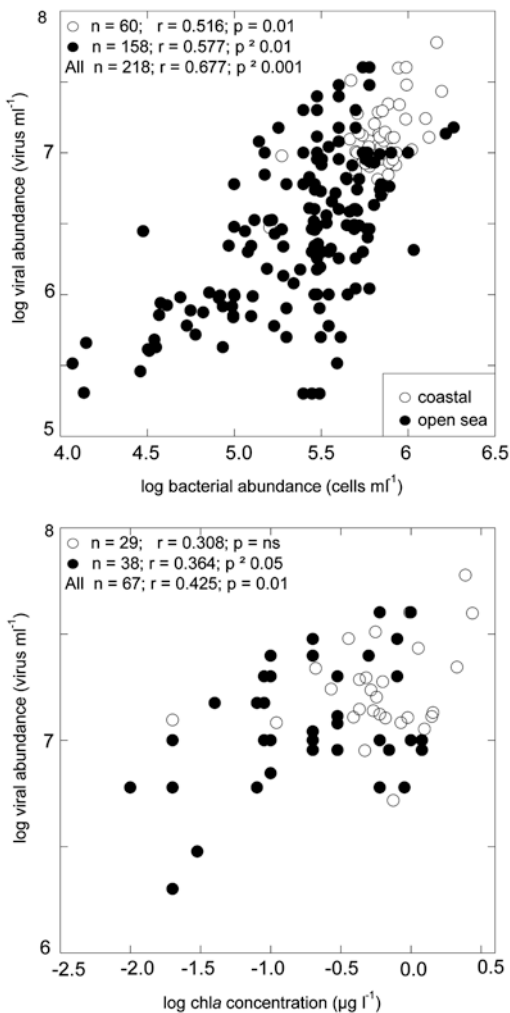 8
n = 60; r = 0.516; p = 0.01
n = 158; r = 0.577; p ² 0.01
All n = 218; r = 0.677; p ² 0.001
log viral abundance (virus ml⁻¹)
7
6
5
coastal
open sea
4.0 4.5 5.0 5.5 6.0 6.5
log bacterial abundance (cells ml⁻¹)
8
n = 29; r = 0.308; p = ns
n = 38; r = 0.364; p ² 0.05
All n = 67; r = 0.425; p = 0.01
log viral abundance (virus ml⁻¹)
7
6
-2.5 -2.0 -1.5 -1.0 -0.5 0.0 0.5
log chla concentration (µg l⁻¹)